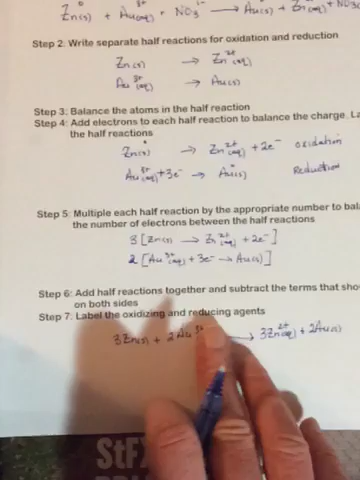 Zn(s) + Au³⁺(aq) + NO₃⁻ → Au(s) + Zn
Step 2: Write separate half reactions for oxidation and reduction
Zn(s) → Zn²⁺(aq)
Au³⁺(aq) → Au(s)
Step 3: Balance the atoms in the half reaction
Step 4: Add electrons to each half reaction to balance the charge.
the half reactions
Zn(s) → Zn²⁺(aq) + 2e⁻ oxidation
Au³⁺(aq) + 3e⁻ → Au(s) Reduction
Step 5: Multiple each half reaction by the appropriate number to
the number of electrons between the half reactions
3[Zn(s) → Zn²⁺(aq) + 2e⁻]
2[Au³⁺(aq) + 3e⁻ → Au(s)]
Step 6: Add half reactions together and subtract the terms that
on both sides
Step 7: Label the oxidizing and reducing agents
3Zn(s) + 2Au³⁺ → 3Zn²⁺(aq) + 2Au(s)
StFX